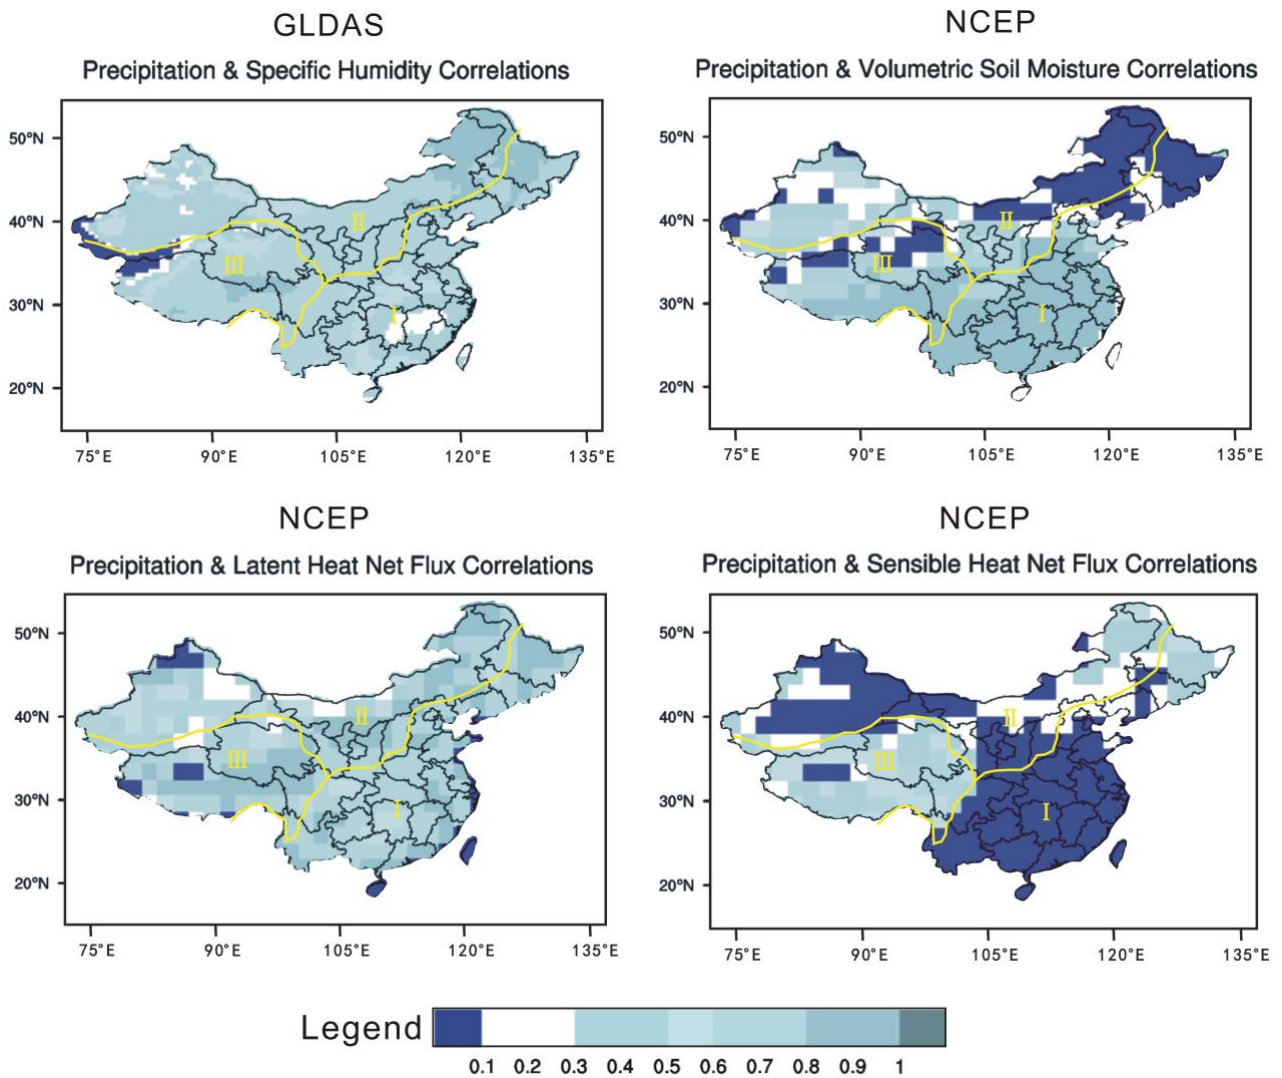 GLDAS
Precipitation & Specific Humidity Correlations
50°N
40°N
30°N
20°N
75°E 90°E 105°E 120°E 135°E
II
III
I
NCEP
Precipitation & Volumetric Soil Moisture Correlations
50°N
40°N
30°N
20°N
75°E 90°E 105°E 120°E 135°E
II
III
I
NCEP
Precipitation & Latent Heat Net Flux Correlations
50°N
40°N
30°N
20°N
75°E 90°E 105°E 120°E 135°E
II
III
I
NCEP
Precipitation & Sensible Heat Net Flux Correlations
50°N
40°N
30°N
20°N
75°E 90°E 105°E 120°E 135°E
II
III
I
Legend
0.1 0.2 0.3 0.4 0.5 0.6 0.7 0.8 0.9 1